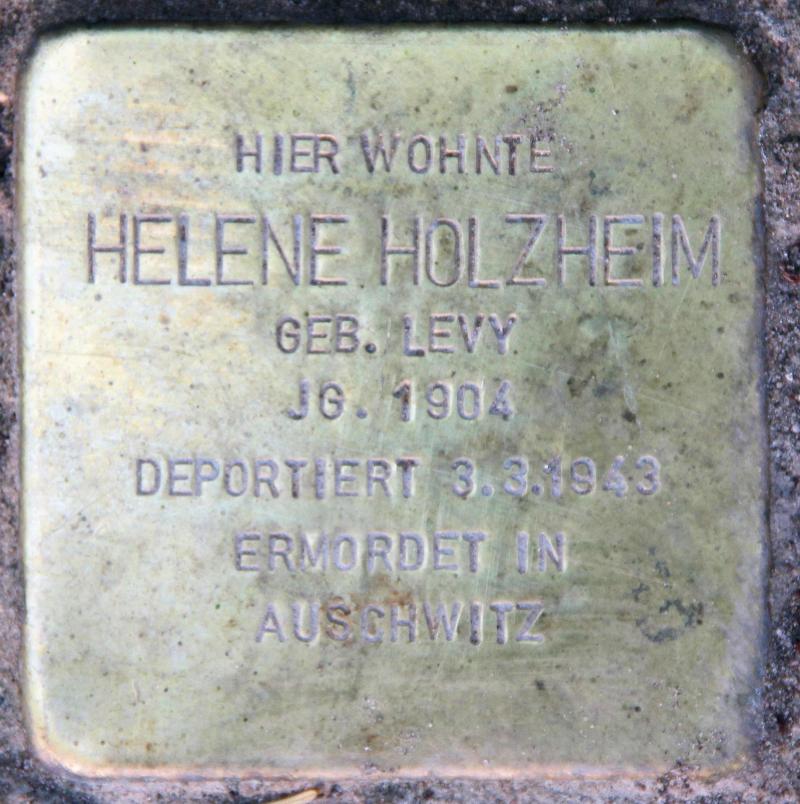 HIER WOHNTE
HELENE HOLZHEIM
GEB. LEVY
JG. 1904
DEPORTIERT 3.3.1943
ERMORDET IN
AUSCHWITZ